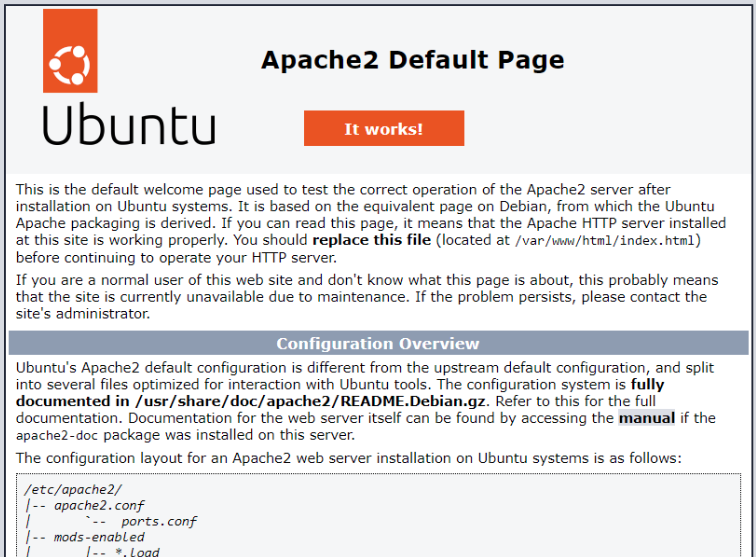 Apache2 Default Page
Ubuntu
It works!
This is the default welcome page used to test the correct operation of the Apache2 server after
installation on Ubuntu systems. It is based on the equivalent page on Debian, from which the Ubuntu
Apache packaging is derived. If you can read this page, it means that the Apache HTTP server installed
at this site is working properly. You should replace this file (located at /var/www/html/index.html)
before continuing to operate your HTTP server.
If you are a normal user of this web site and don't know what this page is about, this probably means
that the site is currently unavailable due to maintenance. If the problem persists, please contact the
site's administrator.
Configuration Overview
Ubuntu's Apache2 default configuration is different from the upstream default configuration, and split
into several files optimized for interaction with Ubuntu tools. The configuration system is fully
documented in /usr/share/doc/apache2/README.Debian.gz. Refer to this for the full
documentation. Documentation for the web server itself can be found by accessing the manual if the
apache2-doc package was installed on this server.
The configuration layout for an Apache2 web server installation on Ubuntu systems is as follows:
/etc/apache2/
|-- apache2.conf
|       `--  ports.conf
|-- mods-enabled
|       |-- *.load